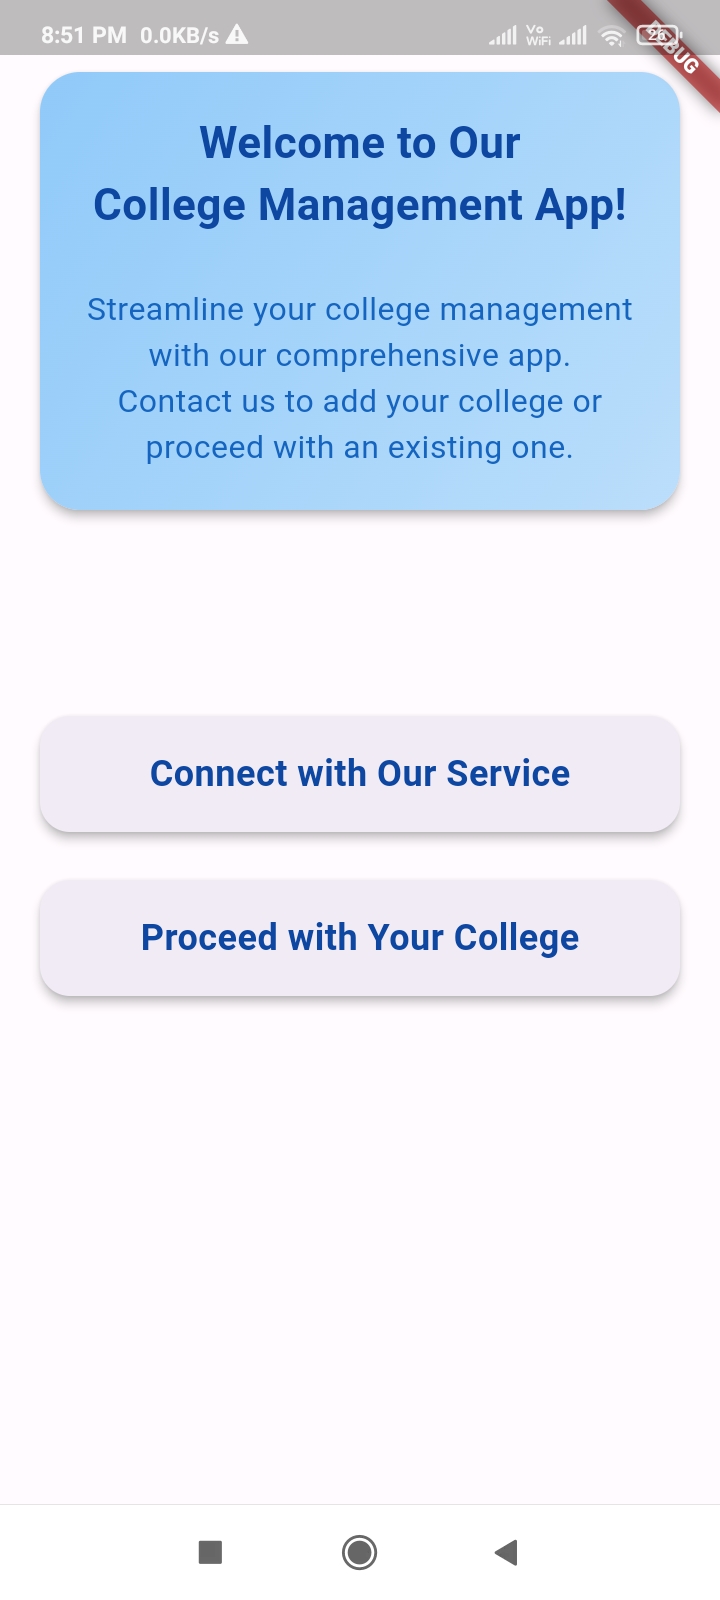 8:51 PM 0.0KB/s Vo WiFi 26
DEBUG
Welcome to Our
College Management App!
Streamline your college management
with our comprehensive app.
Contact us to add your college or
proceed with an existing one.
Connect with Our Service
Proceed with Your College